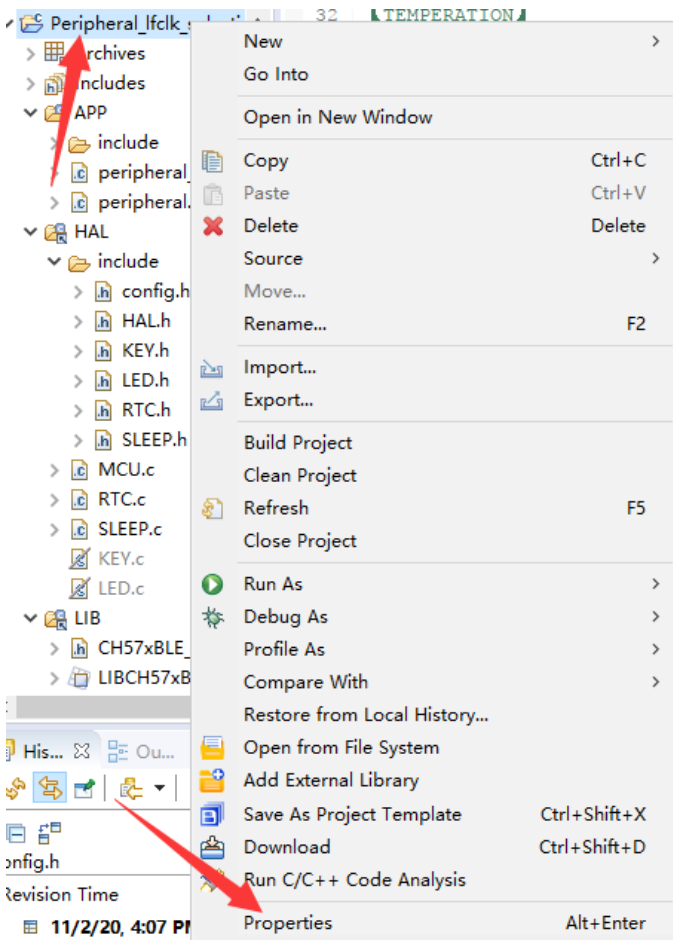 Peripheral_lfclk_s
32
TEMPERATION
rchives
includes
APP
include
peripheral_
peripheral.
HAL
include
config.h
HAL.h
KEY.h
LED.h
RTC.h
SLEEP.h
MCU.c
RTC.c
SLEEP.c
KEY.c
LED.c
LIB
CH57xBLE_
LIBCH57xB
His...
Ou...
onfig.h
Revision Time
11/2/20, 4:07 PM
New
Go Into
Open in New Window
Copy Ctrl+C
Paste Ctrl+V
Delete Delete
Source
Move...
Rename... F2
Import...
Export...
Build Project
Clean Project
Refresh F5
Close Project
Run As
Debug As
Profile As
Compare With
Restore from Local History...
Open from File System
Add External Library
Save As Project Template Ctrl+Shift+X
Download Ctrl+Shift+D
Run C/C++ Code Analysis
Properties Alt+Enter